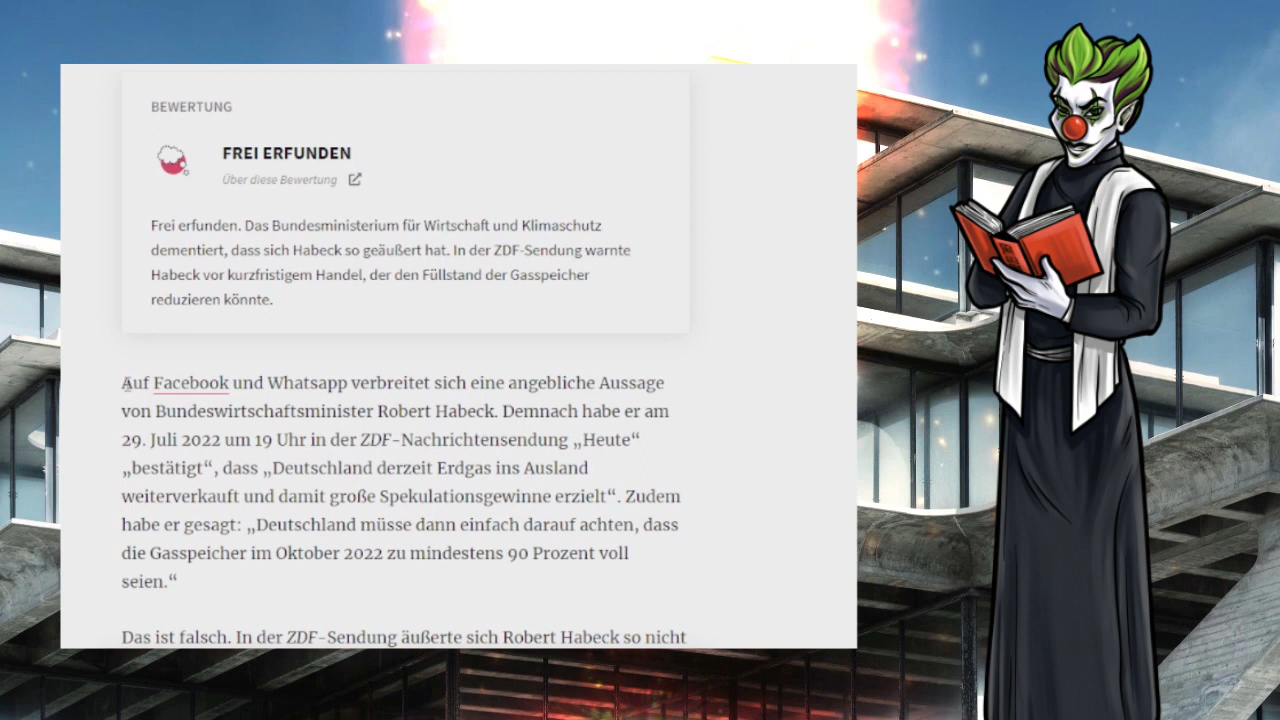 BEWERTUNG
FREI ERFUNDEN
Über diese Bewertung
Frei erfunden. Das Bundesministerium für Wirtschaft und Klimaschutz
dementiert, dass sich Habeck so geäußert hat. In der ZDF-Sendung warnte
Habeck vor kurzfristigem Handel, der den Füllstand der Gasspeicher
reduzieren könnte.
Auf Facebook und Whatsapp verbreitet sich eine angebliche Aussage
von Bundeswirtschaftsminister Robert Habeck. Demnach habe er am
29. Juli 2022 um 19 Uhr in der ZDF-Nachrichtensendung „Heute“
„bestätigt“, dass „Deutschland derzeit Erdgas ins Ausland
weiterverkauft und damit große Spekulationsgewinne erzielt“. Zudem
habe er gesagt: „Deutschland müsse dann einfach darauf achten, dass
die Gasspeicher im Oktober 2022 zu mindestens 90 Prozent voll
seien.“
Das ist falsch. In der ZDF-Sendung äußerte sich Robert Habeck so nicht